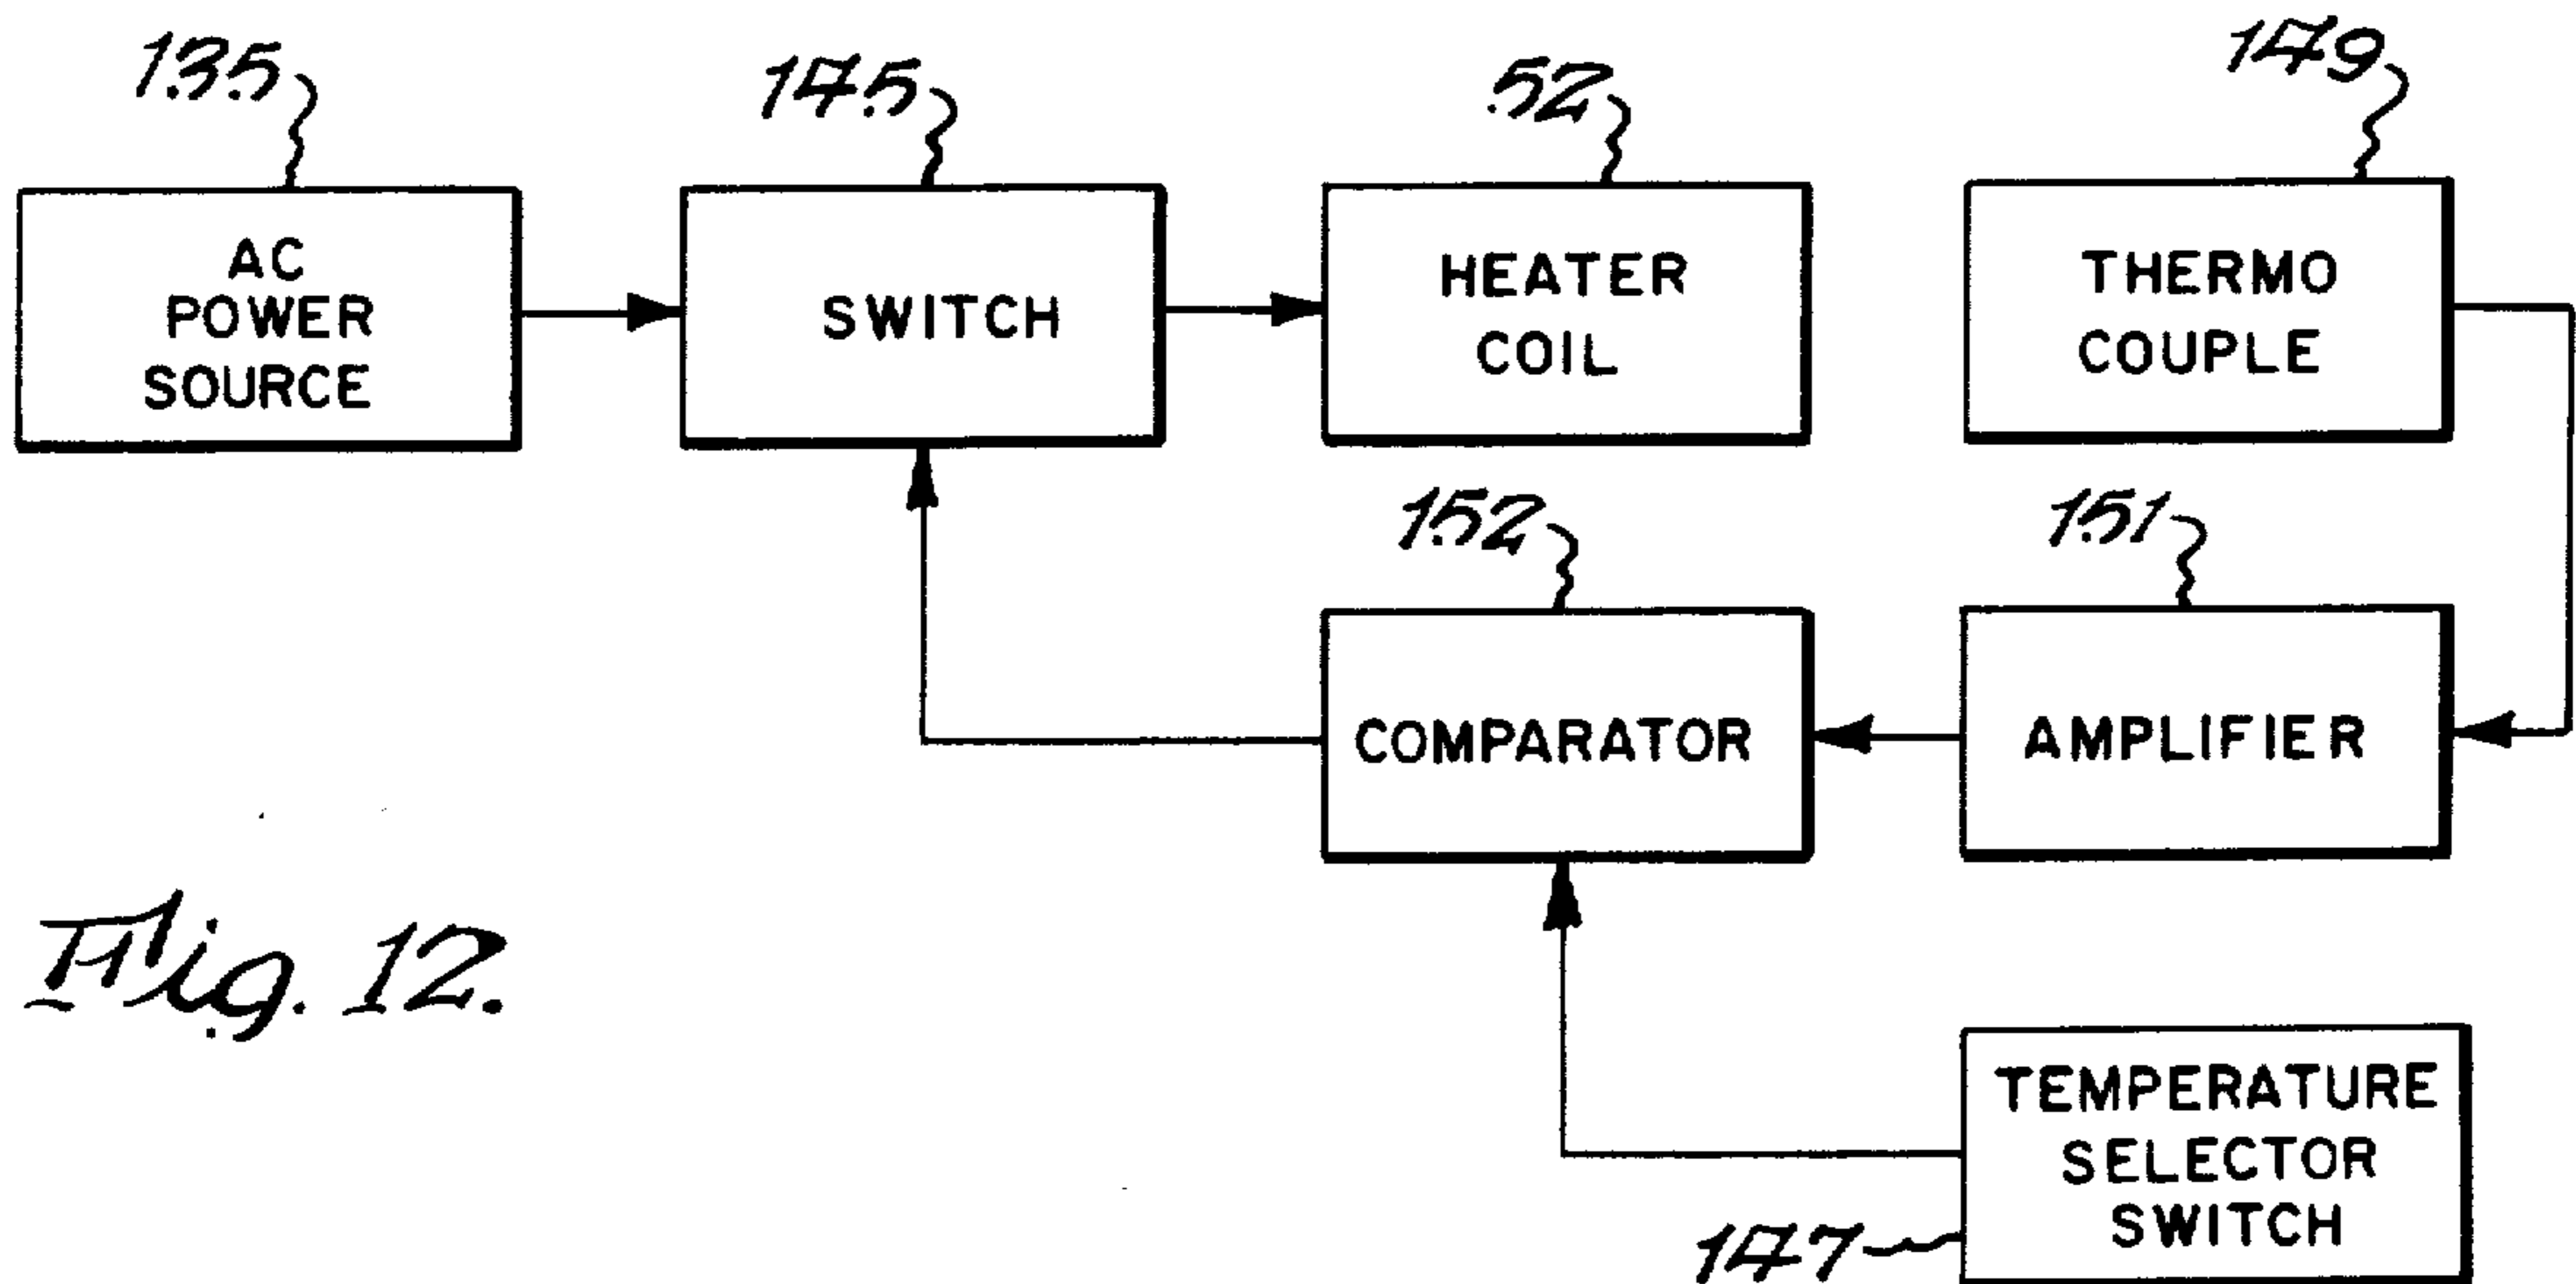 135
145
52
149
AC
POWER
SOURCE
SWITCH
HEATER
COIL
THERMO
COUPLE
152
151
COMPARATOR
AMPLIFIER
Fig. 12.
TEMPERATURE
SELECTOR
SWITCH
147